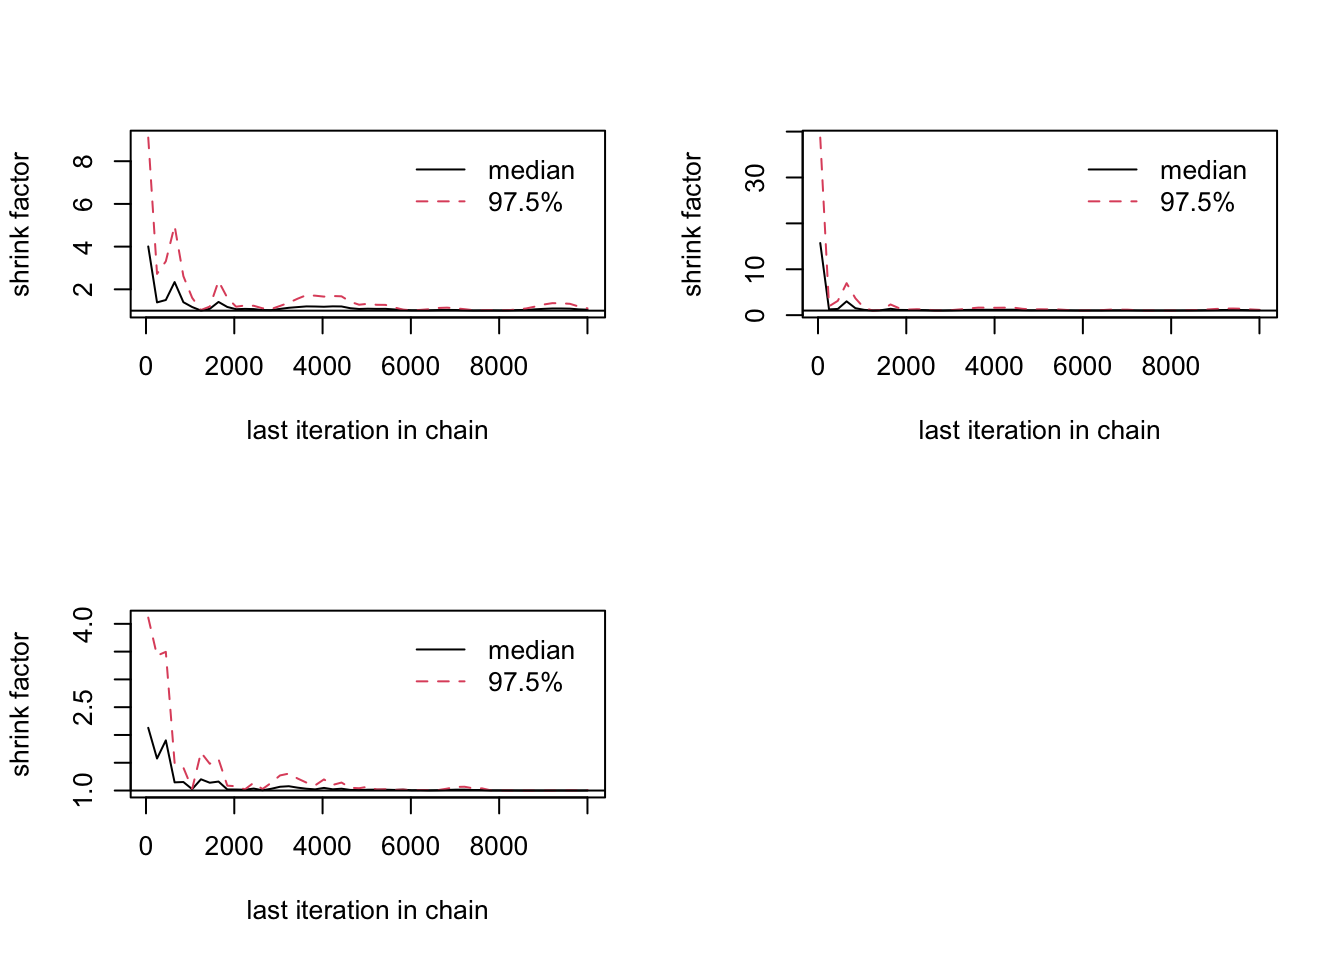 shrink factor
8
6
4
2
median
97.5%
0 2000 4000 6000 8000
last iteration in chain
shrink factor
30
10
0
median
97.5%
0 2000 4000 6000 8000
last iteration in chain
shrink factor
4.0
2.5
1.0
median
97.5%
0 2000 4000 6000 8000
last iteration in chain